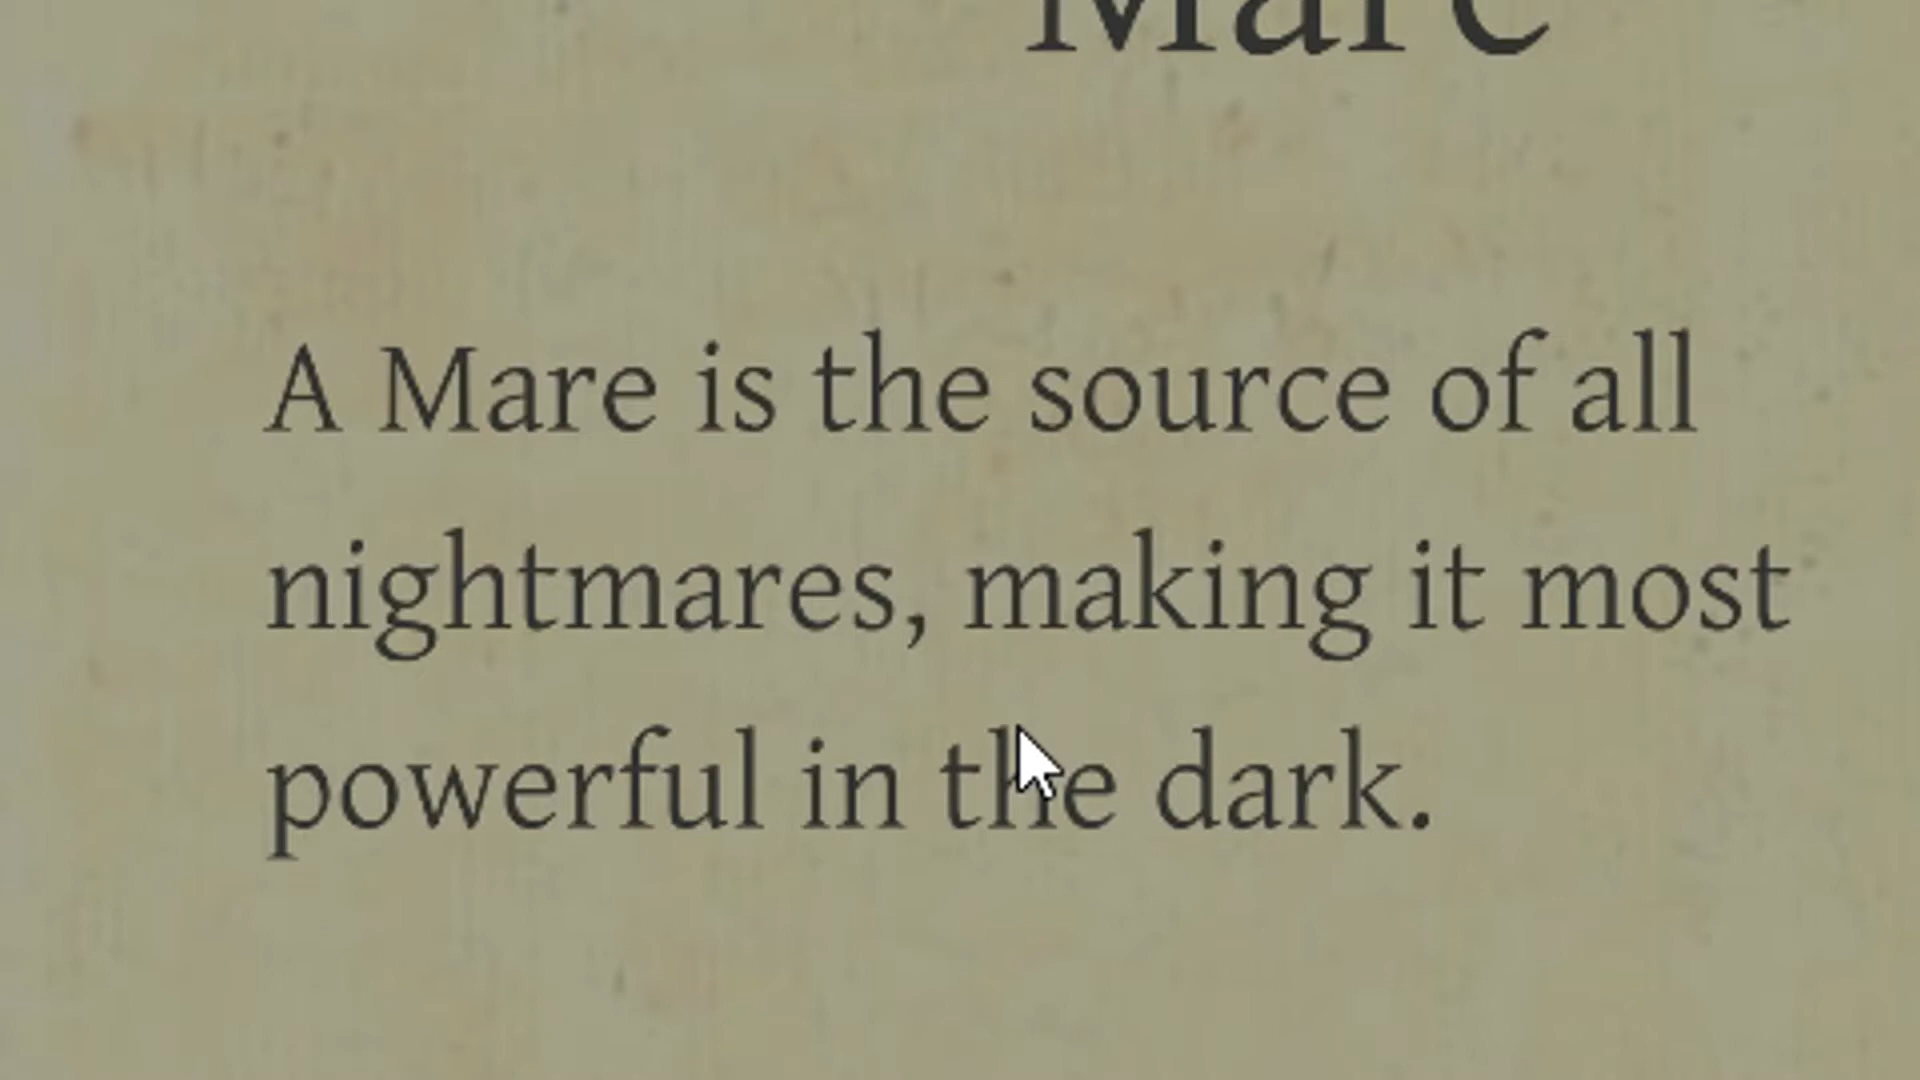 Mare
A Mare is the source of all
nightmares, making it most
powerful in the dark.